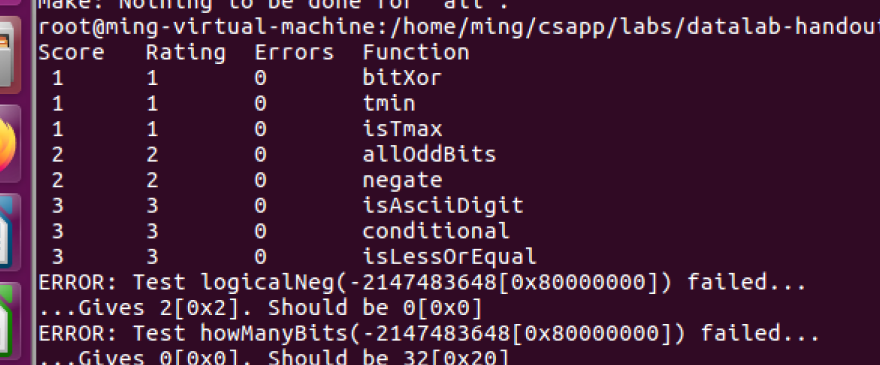 make: Nothing to be done for 'all'.
root@ming-virtual-machine:/home/ming/csapp/labs/datalab-handout
Score Rating Errors Function
1 1 0 bitXor
1 1 0 tmin
1 1 0 isTmax
2 2 0 allOddBits
2 2 0 negate
3 3 0 isAsciiDigit
3 3 0 conditional
3 3 0 isLessOrEqual
ERROR: Test logicalNeg(-2147483648[0x80000000]) failed...
...Gives 2[0x2]. Should be 0[0x0]
ERROR: Test howManyBits(-2147483648[0x80000000]) failed...
...Gives 0[0x0]. Should be 32[0x20]